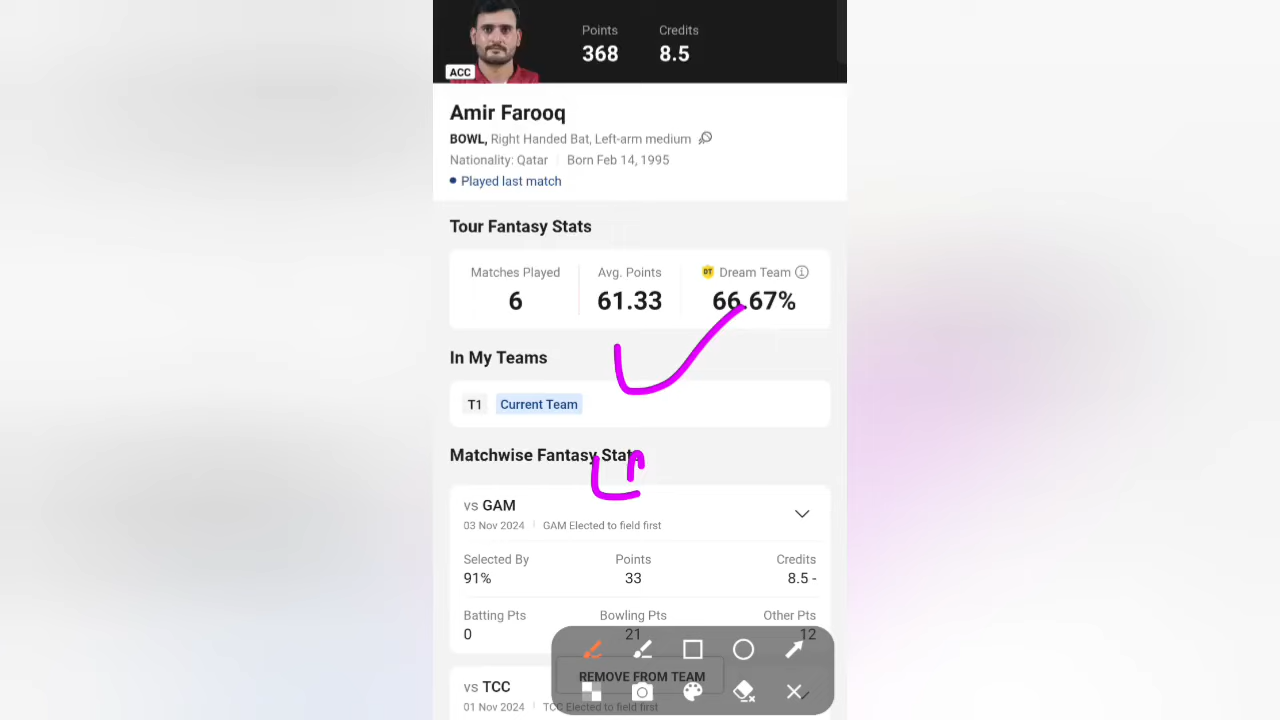 Points Credits
368 8.5
ACC
Amir Farooq
BOWL, Right Handed Bat, Left-arm medium
Nationality: Qatar Born Feb 14, 1995
Played last match
Tour Fantasy Stats
Matches Played Avg. Points DT Dream Team
6 61.33 66.67%
In My Teams
T1 Current Team
Matchwise Fantasy Stats
vs GAM
03 Nov 2024 GAM Elected to field first
Selected By Points Credits
91% 33 8.5 -
Batting Pts Bowling Pts Other Pts
0 21 12
REMOVE FROM TEAM
vs TCC
01 Nov 2024 TCC Elected to field first